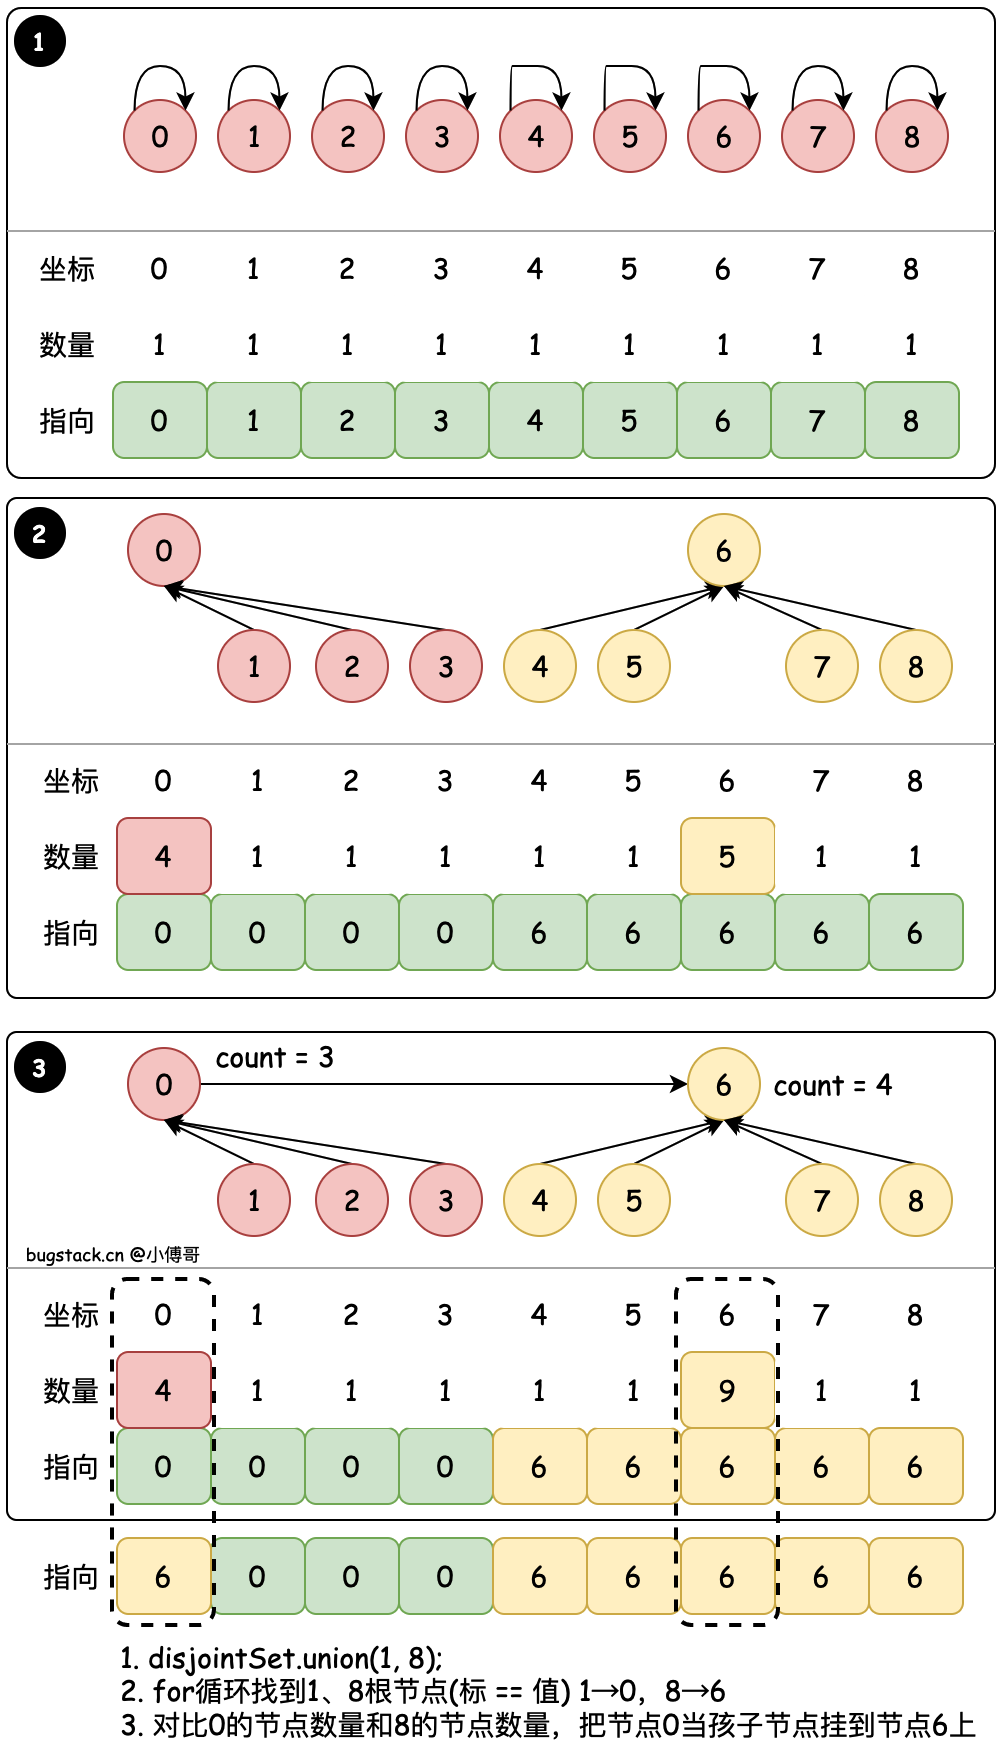 1
0 1 2 3 4 5 6 7 8
坐标 0 1 2 3 4 5 6 7 8
数量 1 1 1 1 1 1 1 1 1
指向 0 1 2 3 4 5 6 7 8
2
0 6
1 2 3 4 5 7 8
坐标 0 1 2 3 4 5 6 7 8
数量 4 1 1 1 1 1 5 1 1
指向 0 0 0 0 6 6 6 6 6
3
0 count = 3 6 count = 4
1 2 3 4 5 7 8
bugstack.cn @小傅哥
坐标 0 1 2 3 4 5 6 7 8
数量 4 1 1 1 1 1 9 1 1
指向 0 0 0 0 6 6 6 6 6
指向 6 0 0 0 6 6 6 6 6
1. disjointSet.union(1, 8);
2. for循环找到1、8根节点(标 == 值) 1→0，8→6
3. 对比0的节点数量和8的节点数量，把节点0当孩子节点挂到节点6上